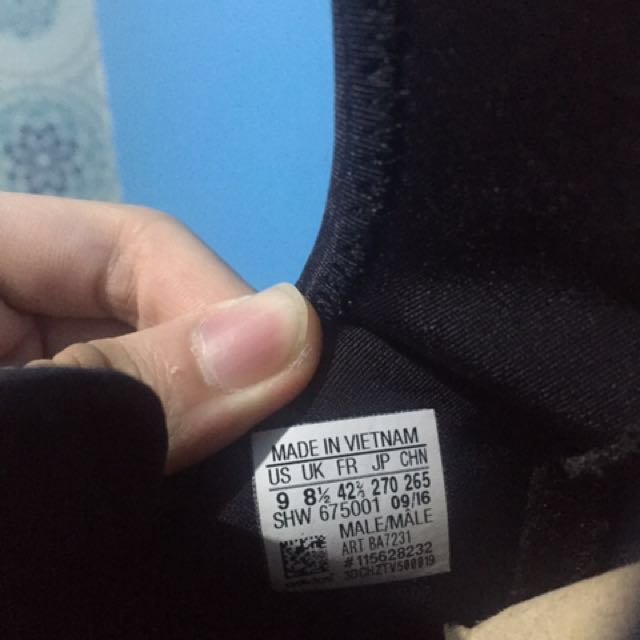 MADE IN VIETNAM
US UK FR JP CHN
9 8½ 42⅔ 270 265
SHW 675001 09/16
MALE/MALE
ART BA7231
#115628232